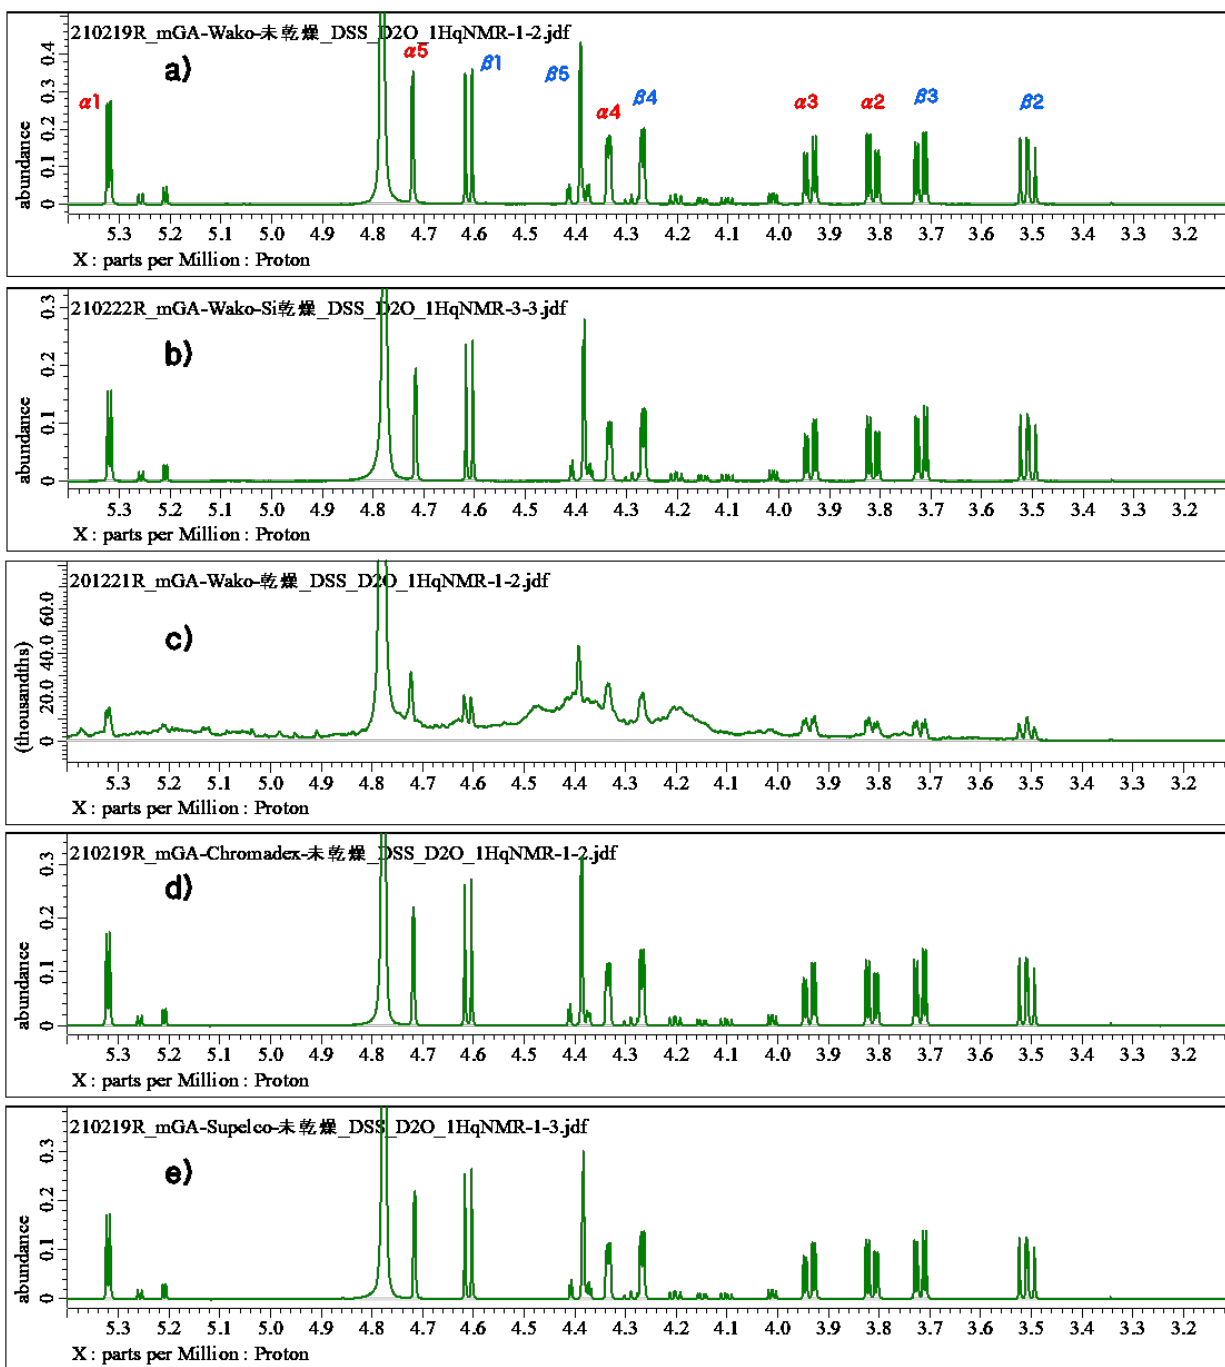 210219R_mGA-Wako-未乾燥_DSS_D2O_1HqNMR-1-2.jdf
a)
α1
α5
β1
β5
α4
β4
α3
α2
β3
β2
abundance
0.4
0.3
0.2
0.1
0
5.3 5.2 5.1 5.0 4.9 4.8 4.7 4.6 4.5 4.4 4.3 4.2 4.1 4.0 3.9 3.8 3.7 3.6 3.5 3.4 3.3 3.2
X : parts per Million : Proton
210222R_mGA-Wako-Si乾燥_DSS_D2O_1HqNMR-3-3.jdf
b)
abundance
0.3
0.2
0.1
0
5.3 5.2 5.1 5.0 4.9 4.8 4.7 4.6 4.5 4.4 4.3 4.2 4.1 4.0 3.9 3.8 3.7 3.6 3.5 3.4 3.3 3.2
X : parts per Million : Proton
201221R_mGA-Wako-乾燥_DSS_D2O_1HqNMR-1-2.jdf
c)
(thousandths)
60.0
40.0
20.0
0
5.3 5.2 5.1 5.0 4.9 4.8 4.7 4.6 4.5 4.4 4.3 4.2 4.1 4.0 3.9 3.8 3.7 3.6 3.5 3.4 3.3 3.2
X : parts per Million : Proton
210219R_mGA-Chromadex-未乾燥_DSS_D2O_1HqNMR-1-2.jdf
d)
abundance
0.3
0.2
0.1
0
5.3 5.2 5.1 5.0 4.9 4.8 4.7 4.6 4.5 4.4 4.3 4.2 4.1 4.0 3.9 3.8 3.7 3.6 3.5 3.4 3.3 3.2
X : parts per Million : Proton
210219R_mGA-Supelco-未乾燥_DSS_D2O_1HqNMR-1-3.jdf
e)
abundance
0.3
0.2
0.1
0
5.3 5.2 5.1 5.0 4.9 4.8 4.7 4.6 4.5 4.4 4.3 4.2 4.1 4.0 3.9 3.8 3.7 3.6 3.5 3.4 3.3 3.2
X : parts per Million : Proton